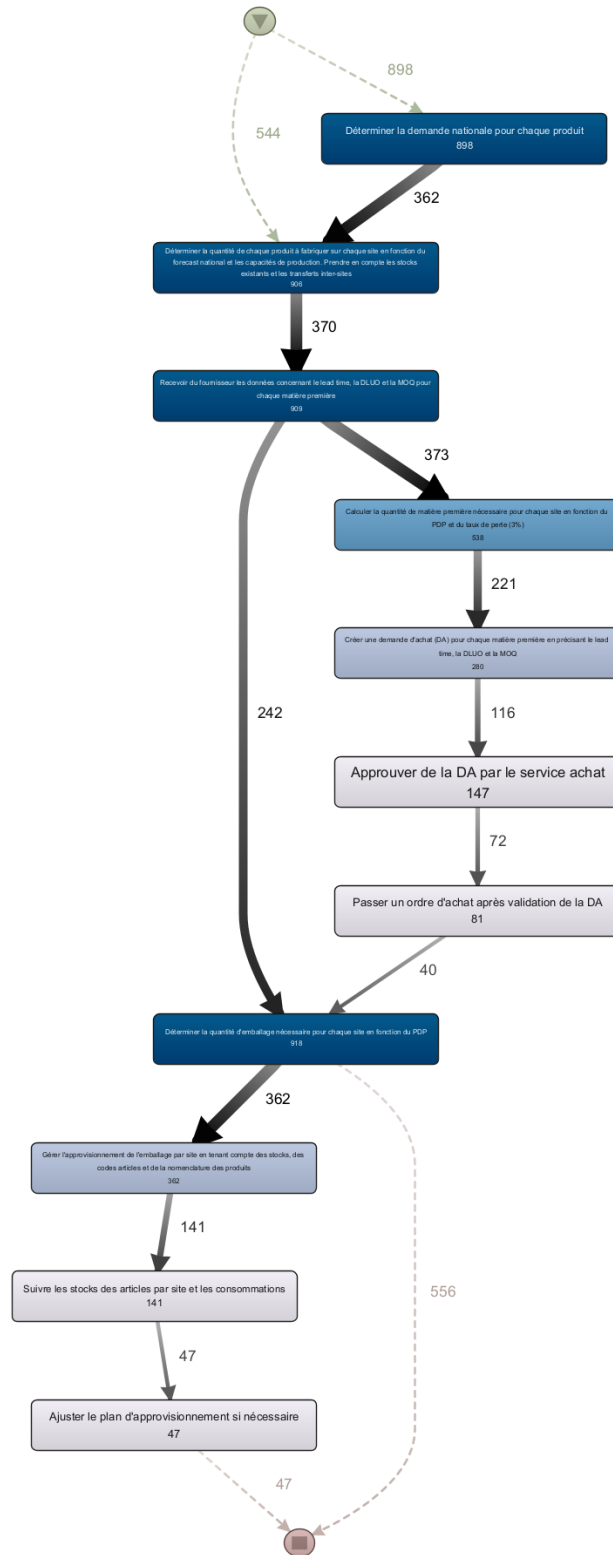 898
544
Déterminer la demande nationale pour chaque produit
898
362
Déterminer la quantité de chaque produit à fabriquer sur chaque site en fonction du
forecast national et les capacités de production. Prendre en compte les stocks
existants et les transferts inter-sites
906
370
Recevoir du fournisseur les données concernant le lead time, la DLUO et la MOQ pour
chaque matière première
909
373
Calculer la quantité de matière première nécessaire pour chaque site en fonction du
PDP et du taux de perte (3%)
538
221
Créer une demande d'achat (DA) pour chaque matière première en précisant le lead
time, la DLUO et la MOQ
280
242
116
Approuver de la DA par le service achat
147
72
Passer un ordre d'achat après validation de la DA
81
40
Déterminer la quantité d'emballage nécessaire pour chaque site en fonction du PDP
918
362
Gérer l'approvisionnement de l'emballage par site en tenant compte des stocks, des
codes articles et de la nomenclature des produits
362
141
556
Suivre les stocks des articles par site et les consommations
141
47
Ajuster le plan d'approvisionnement si nécessaire
47
47